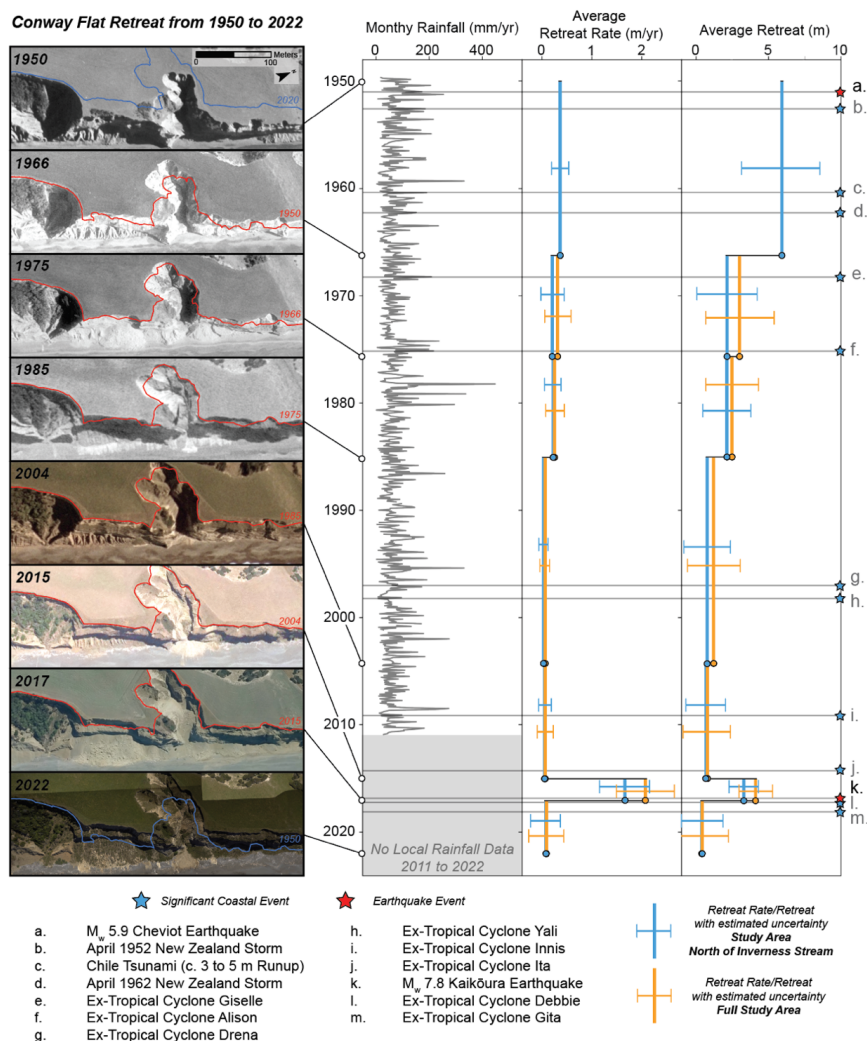 Conway Flat Retreat from 1950 to 2022
Monthy Rainfall (mm/yr)
0 200 400
Average
Retreat Rate (m/yr)
0 1 2
Average Retreat (m)
0 5 10
1950
0 100
Meters
2020
1966
1950
1975
1966
1985
1975
2004
1985
2015
2004
2017
2015
2022
1950
1950
1960
1970
1980
1990
2000
2010
2020
No Local Rainfall Data
2011 to 2022
a.
b.
c.
d.
e.
f.
g.
h.
i.
j.
k.
l.
m.
Significant Coastal Event
Earthquake Event
a. Mw 5.9 Cheviot Earthquake
b. April 1952 New Zealand Storm
c. Chile Tsunami (c. 3 to 5 m Runup)
d. April 1962 New Zealand Storm
e. Ex-Tropical Cyclone Giselle
f. Ex-Tropical Cyclone Alison
g. Ex-Tropical Cyclone Drena
h. Ex-Tropical Cyclone Yali
i. Ex-Tropical Cyclone Innis
j. Ex-Tropical Cyclone Ita
k. Mw 7.8 Kaikōura Earthquake
l. Ex-Tropical Cyclone Debbie
m. Ex-Tropical Cyclone Gita
Retreat Rate/Retreat
with estimated uncertainty
Study Area
North of Inverness Stream
Retreat Rate/Retreat
with estimated uncertainty
Full Study Area